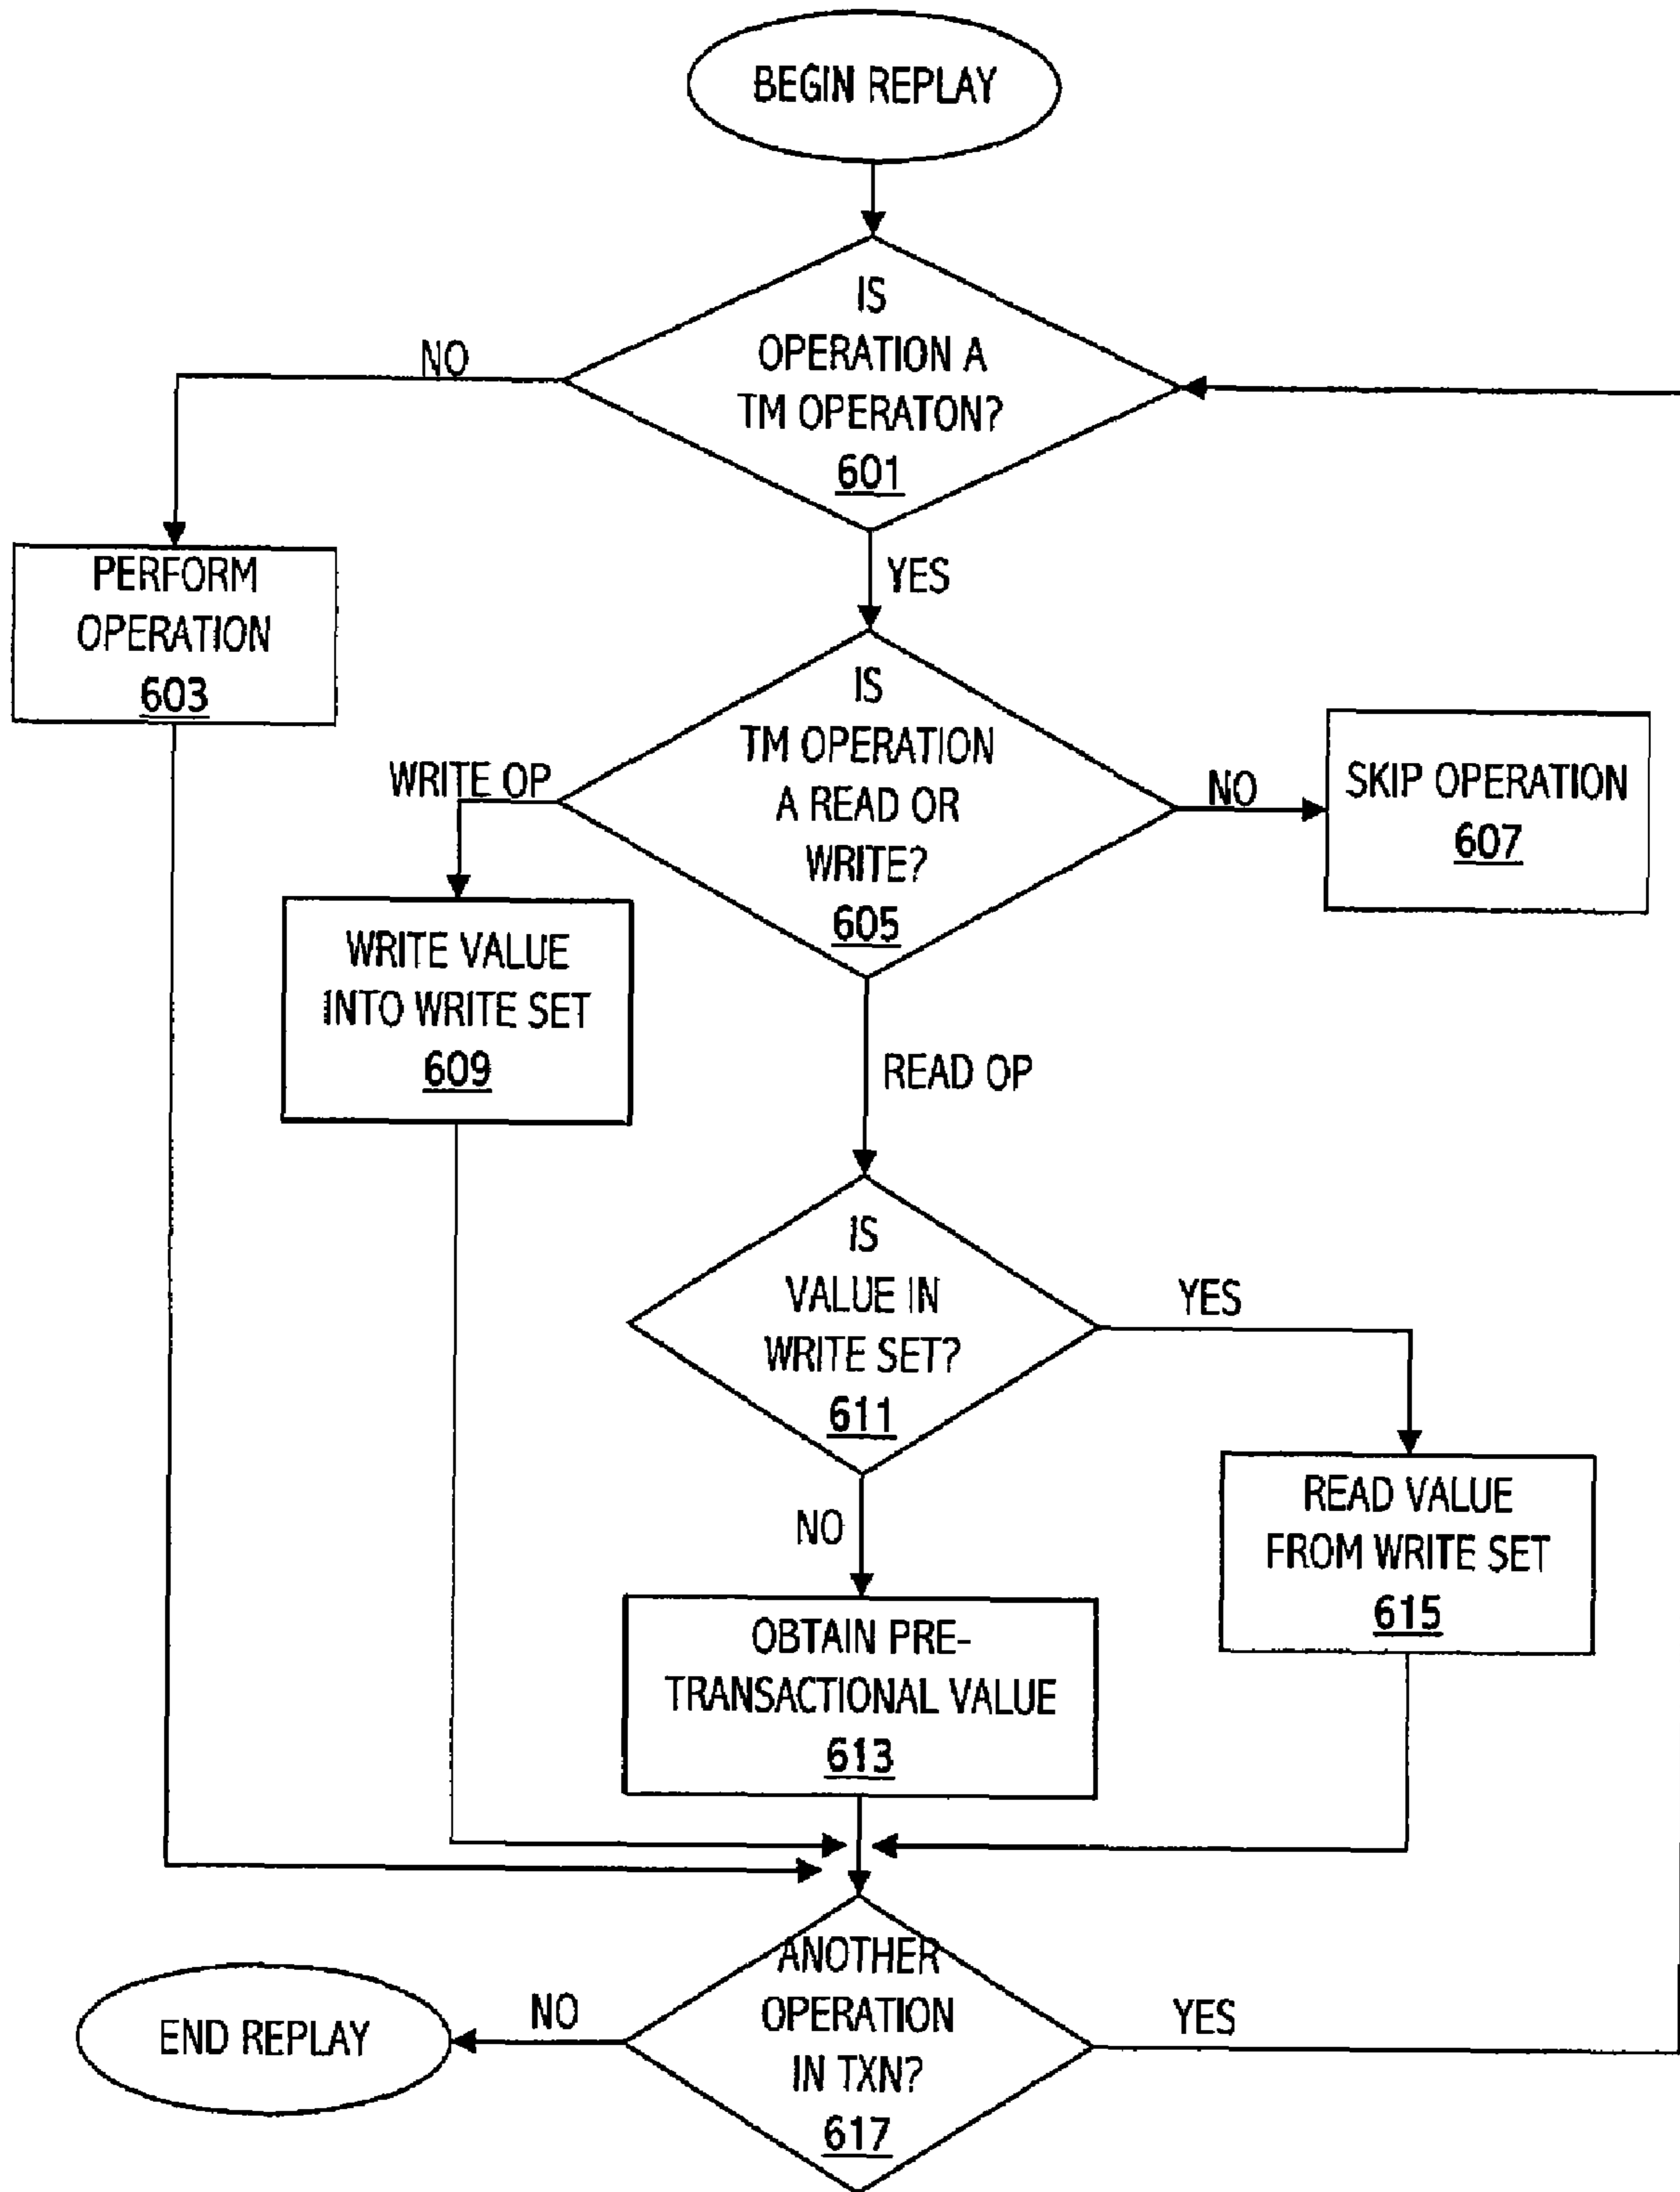 BEGIN REPLAY
IS
OPERATION A
TM OPERATON?
601
NO
YES
PERFORM
OPERATION
603
IS
TM OPERATION
A READ OR
WRITE?
605
WRITE OP
NO
SKIP OPERATION
607
WRITE VALUE
INTO WRITE SET
609
READ OP
IS
VALUE IN
WRITE SET?
611
YES
NO
READ VALUE
FROM WRITE SET
615
OBTAIN PRE-
TRANSACTIONAL VALUE
613
ANOTHER
OPERATION
IN TXN?
617
NO
YES
END REPLAY